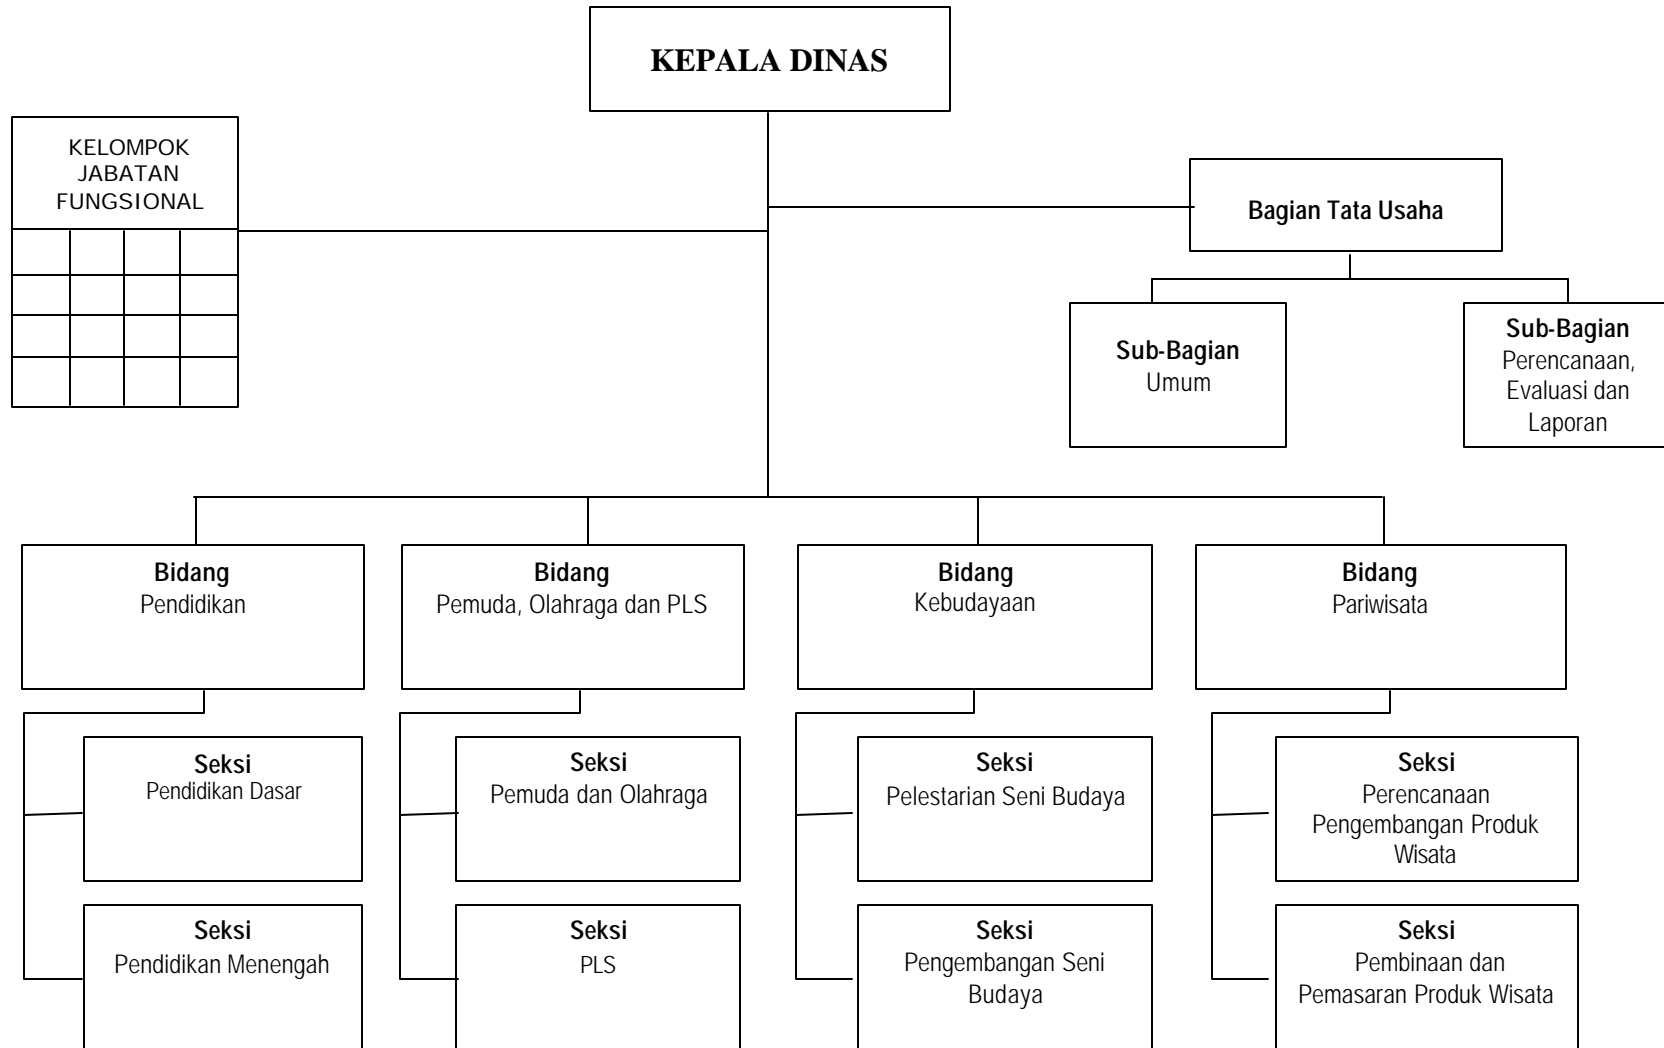 KEPALA DINAS
KELOMPOK
JABATAN
FUNGSIONAL
Bagian Tata Usaha
Sub-Bagian
Umum
Sub-Bagian
Perencanaan,
Evaluasi dan
Laporan
Bidang
Pendidikan
Bidang
Pemuda, Olahraga dan PLS
Bidang
Kebudayaan
Bidang
Pariwisata
Seksi
Pendidikan Dasar
Seksi
Pemuda dan Olahraga
Seksi
Pelestarian Seni Budaya
Seksi
Perencanaan
Pengembangan Produk
Wisata
Seksi
Pendidikan Menengah
Seksi
PLS
Seksi
Pengembangan Seni
Budaya
Seksi
Pembinaan dan
Pemasaran Produk Wisata